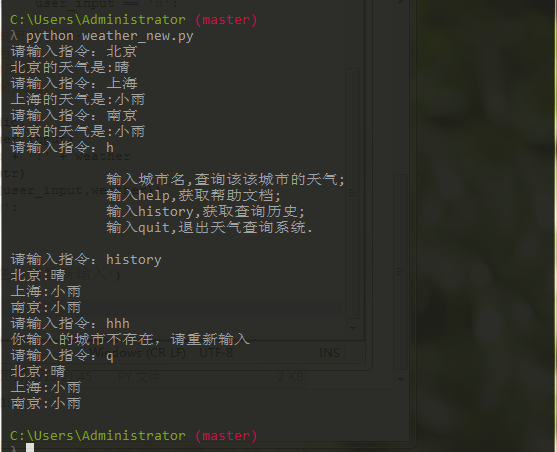 user_input == 'n':
C:\Users\Administrator (master)
λ python weather_new.py
请输入指令: 北京
北京的天气是:晴
请输入指令: 上海
上海的天气是:小雨
请输入指令: 南京
南京的天气是:小雨
请输入指令: h
输入城市名,查询该该城市的天气;
输入help,获取帮助文档;
输入history,获取查询历史;
输入quit,退出天气查询系统.
请输入指令: history
北京:晴
上海:小雨
南京:小雨
请输入指令: hhh
你输入的城市不存在, 请重新输入
请输入指令: q
北京:晴
上海:小雨
南京:小雨
C:\Users\Administrator (master)
λ